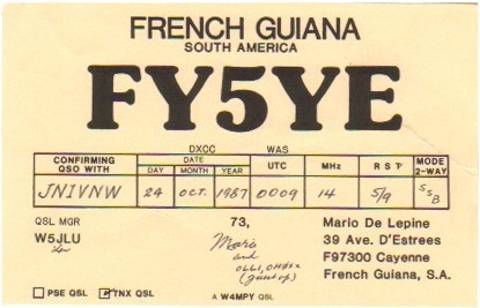 FRENCH GUIANA
SOUTH AMERICA
FY5YE
DXCC WAS
CONFIRMING QSO WITH DATE UTC MHz R S T MODE 2-WAY
DAY MONTH YEAR
JN1VNW 24 OCT. 1987 0009 14 5/9 SSB
QSL MGR 73, Mario De Lepine
W5JLU Mario 39 Ave. D'Estrees
and F97300 Cayenne
French Guiana, S.A.
PSE QSL TNX QSL A W4MPY QSL